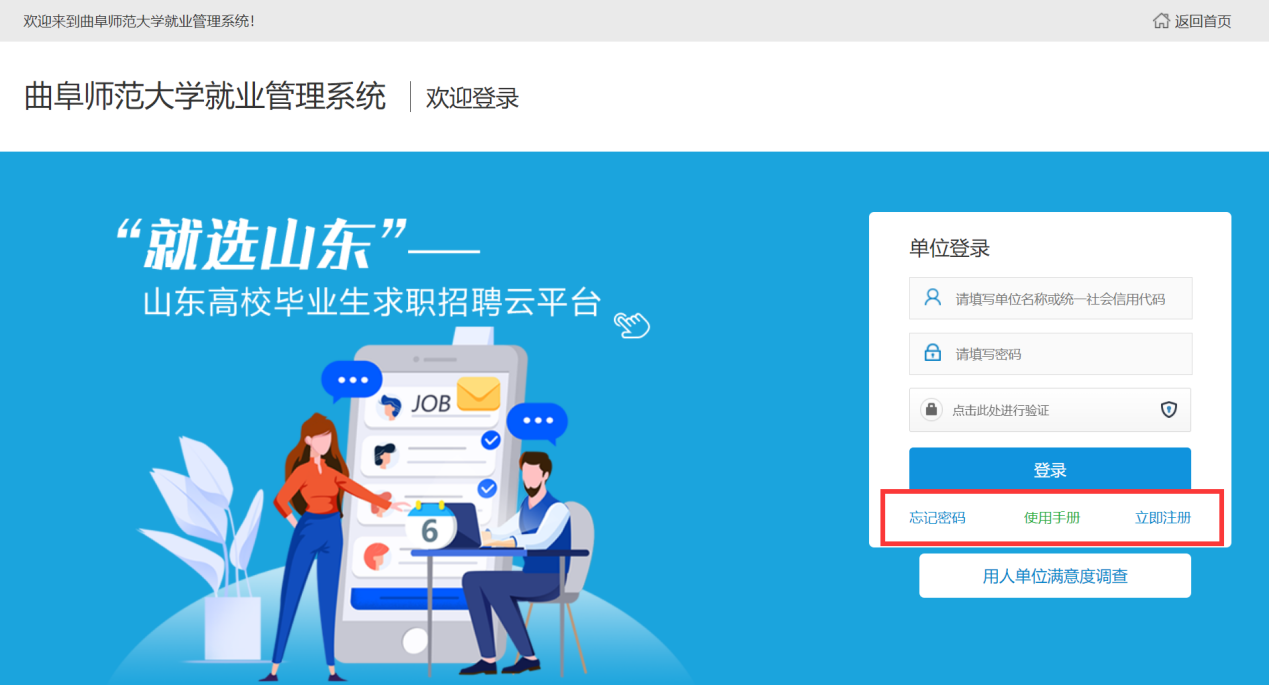 欢迎来到曲阜师范大学就业管理系统!
返回首页
曲阜师范大学就业管理系统
欢迎登录
“就选山东”——
山东高校毕业生求职招聘云平台
JOB
6
单位登录
请填写单位名称或统一社会信用代码
请填写密码
点击此处进行验证
登录
忘记密码 使用手册 立即注册
用人单位满意度调查